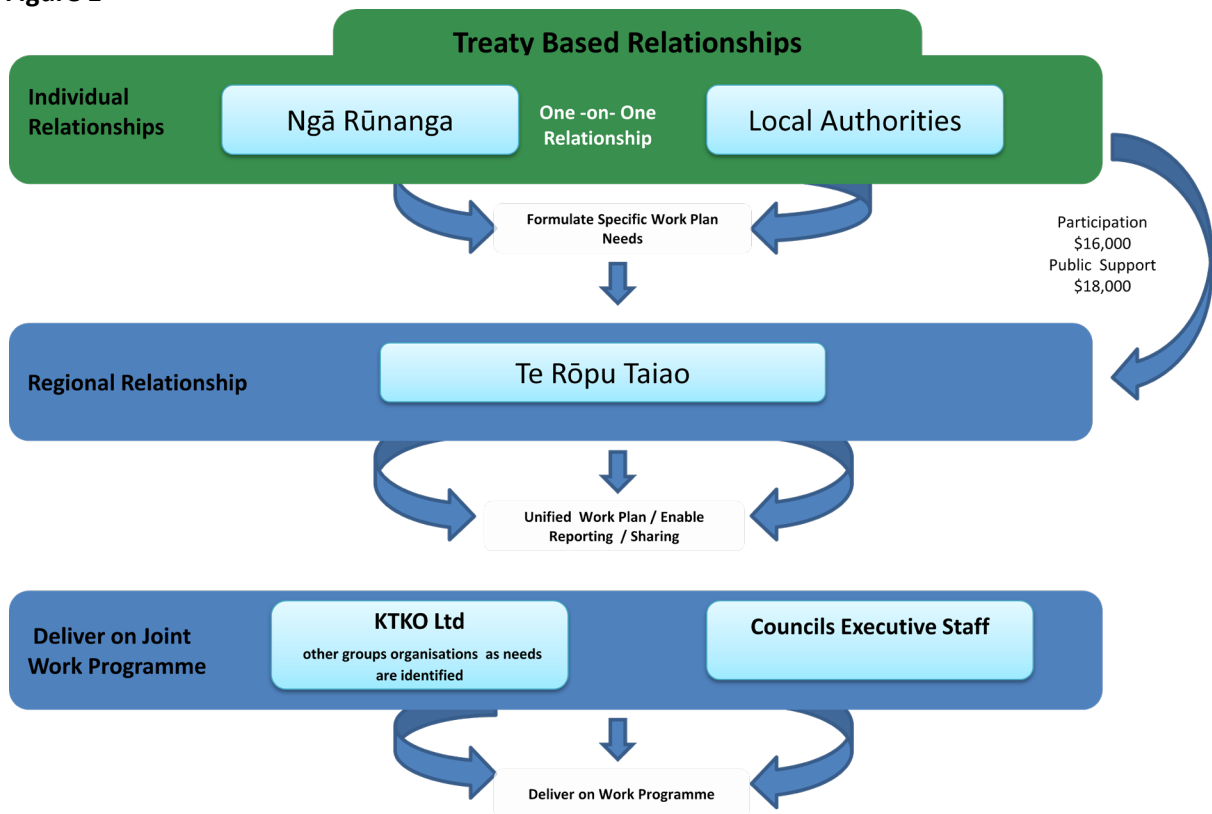 Treaty Based Relationships
Individual
Relationships
Ngā Rūnanga
One -on- One
Relationship
Local Authorities
Formulate Specific Work Plan
Needs
Participation
$16,000
Public Support
$18,000
Regional Relationship
Te Rōpu Taiao
Unified Work Plan / Enable
Reporting / Sharing
Deliver on Joint
Work Programme
KTKO Ltd
other groups organisations as needs
are identified
Councils Executive Staff
Deliver on Work Programme